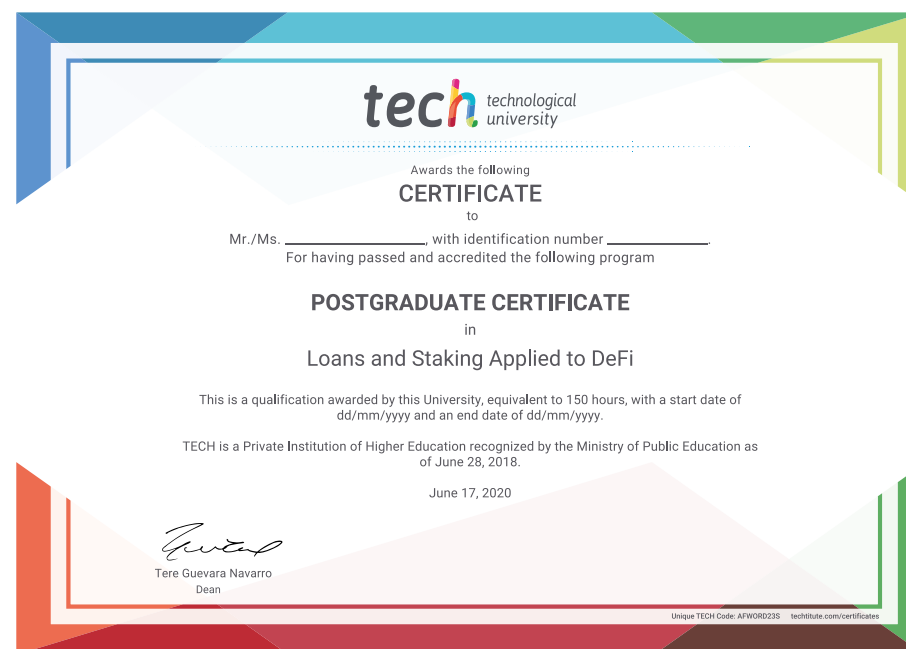 tech technological
university
Awards the following
CERTIFICATE
to
Mr./Ms. ____________________, with identification number ______________.
For having passed and accredited the following program
POSTGRADUATE CERTIFICATE
in
Loans and Staking Applied to DeFi
This is a qualification awarded by this University, equivalent to 150 hours, with a start date of
dd/mm/yyyy and an end date of dd/mm/yyyy.
TECH is a Private Institution of Higher Education recognized by the Ministry of Public Education as
of June 28, 2018.
June 17, 2020
Tere Guevara Navarro
Dean
Unique TECH Code: AFWORD23S techtitute.com/certificates